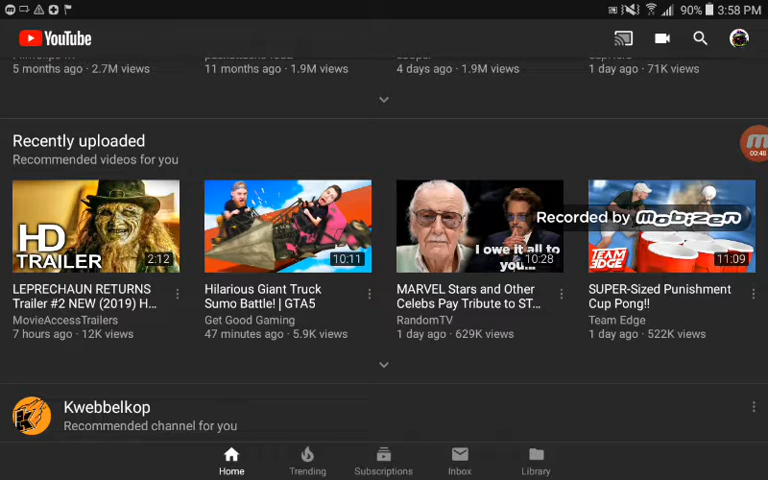 90% 3:58 PM
YouTube
5 months ago · 2.7M views
11 months ago · 1.9M views
4 days ago · 1.9M views
1 day ago · 71K views
Recently uploaded
Recommended videos for you
00:48
HD
TRAILER
2:12
10:11
I owe it all to
you...
10:28
Recorded by mobizen
TEAM
EDGE
11:09
LEPRECHAUN RETURNS
Trailer #2 NEW (2019) H...
MovieAccessTrailers
7 hours ago · 12K views
Hilarious Giant Truck
Sumo Battle! | GTA5
Get Good Gaming
47 minutes ago · 5.9K views
MARVEL Stars and Other
Celebs Pay Tribute to ST...
RandomTV
1 day ago · 629K views
SUPER-Sized Punishment
Cup Pong!!
Team Edge
1 day ago · 522K views
Kwebbelkop
Recommended channel for you
Home
Trending
Subscriptions
Inbox
Library